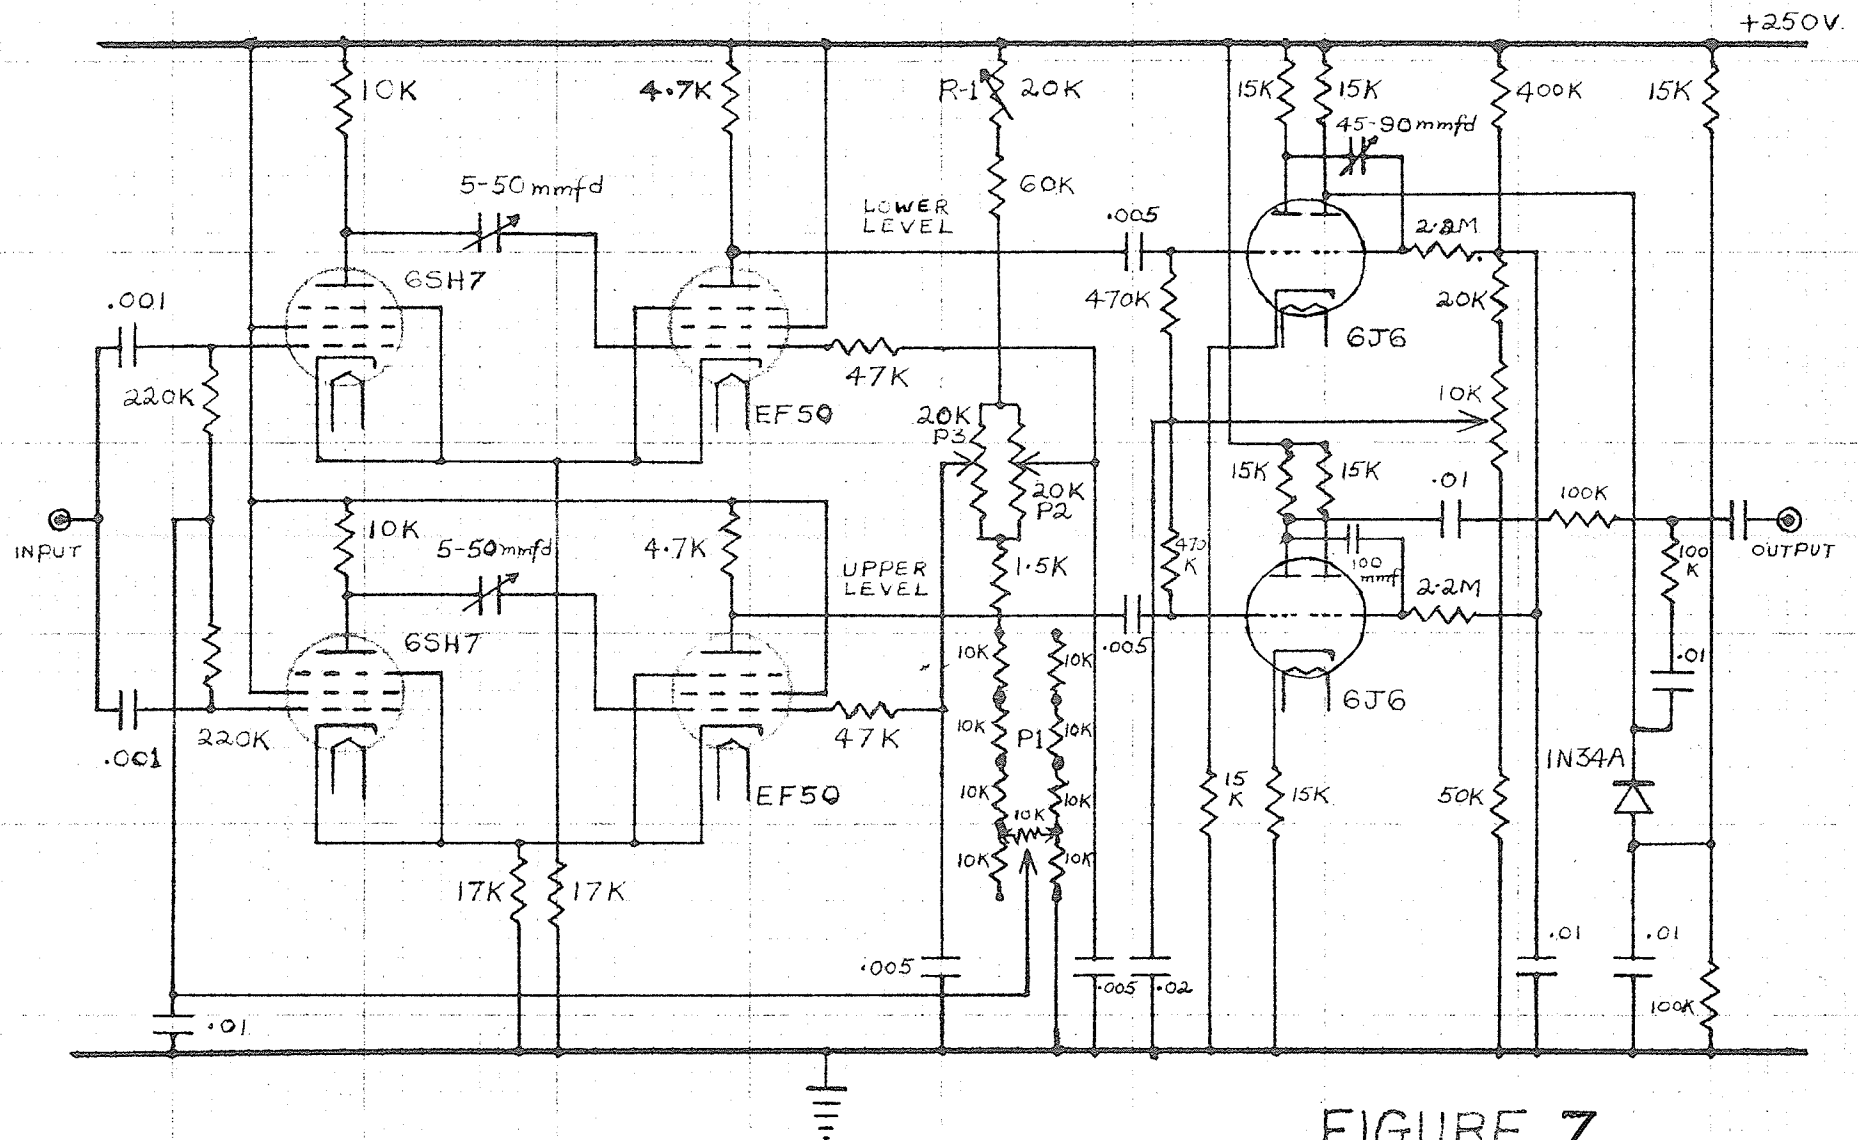 +250V.
10K
4.7K
R-1
20K
15K
15K
400K
15K
45-90mmfd
5-50mmfd
60K
LOWER
LEVEL
.005
2.2M
6SH7
.001
470K
20K
6J6
220K
47K
EF50
20K
P3
10K
15K
15K
.01
20K
P2
100K
INPUT
10K
5-50mmfd
4.7K
470
K
100
K
OUTPUT
UPPER
LEVEL
1.5K
100
mmf
2.2M
6SH7
.005
10K
10K
.01
6J6
.001
220K
47K
10K
P1
10K
1N34A
EF50
10K
10K
15
K
15K
50K
10K
10K
10K
17K
17K
.005
.005
.02
.01
.01
.01
100K
FIGURE 7